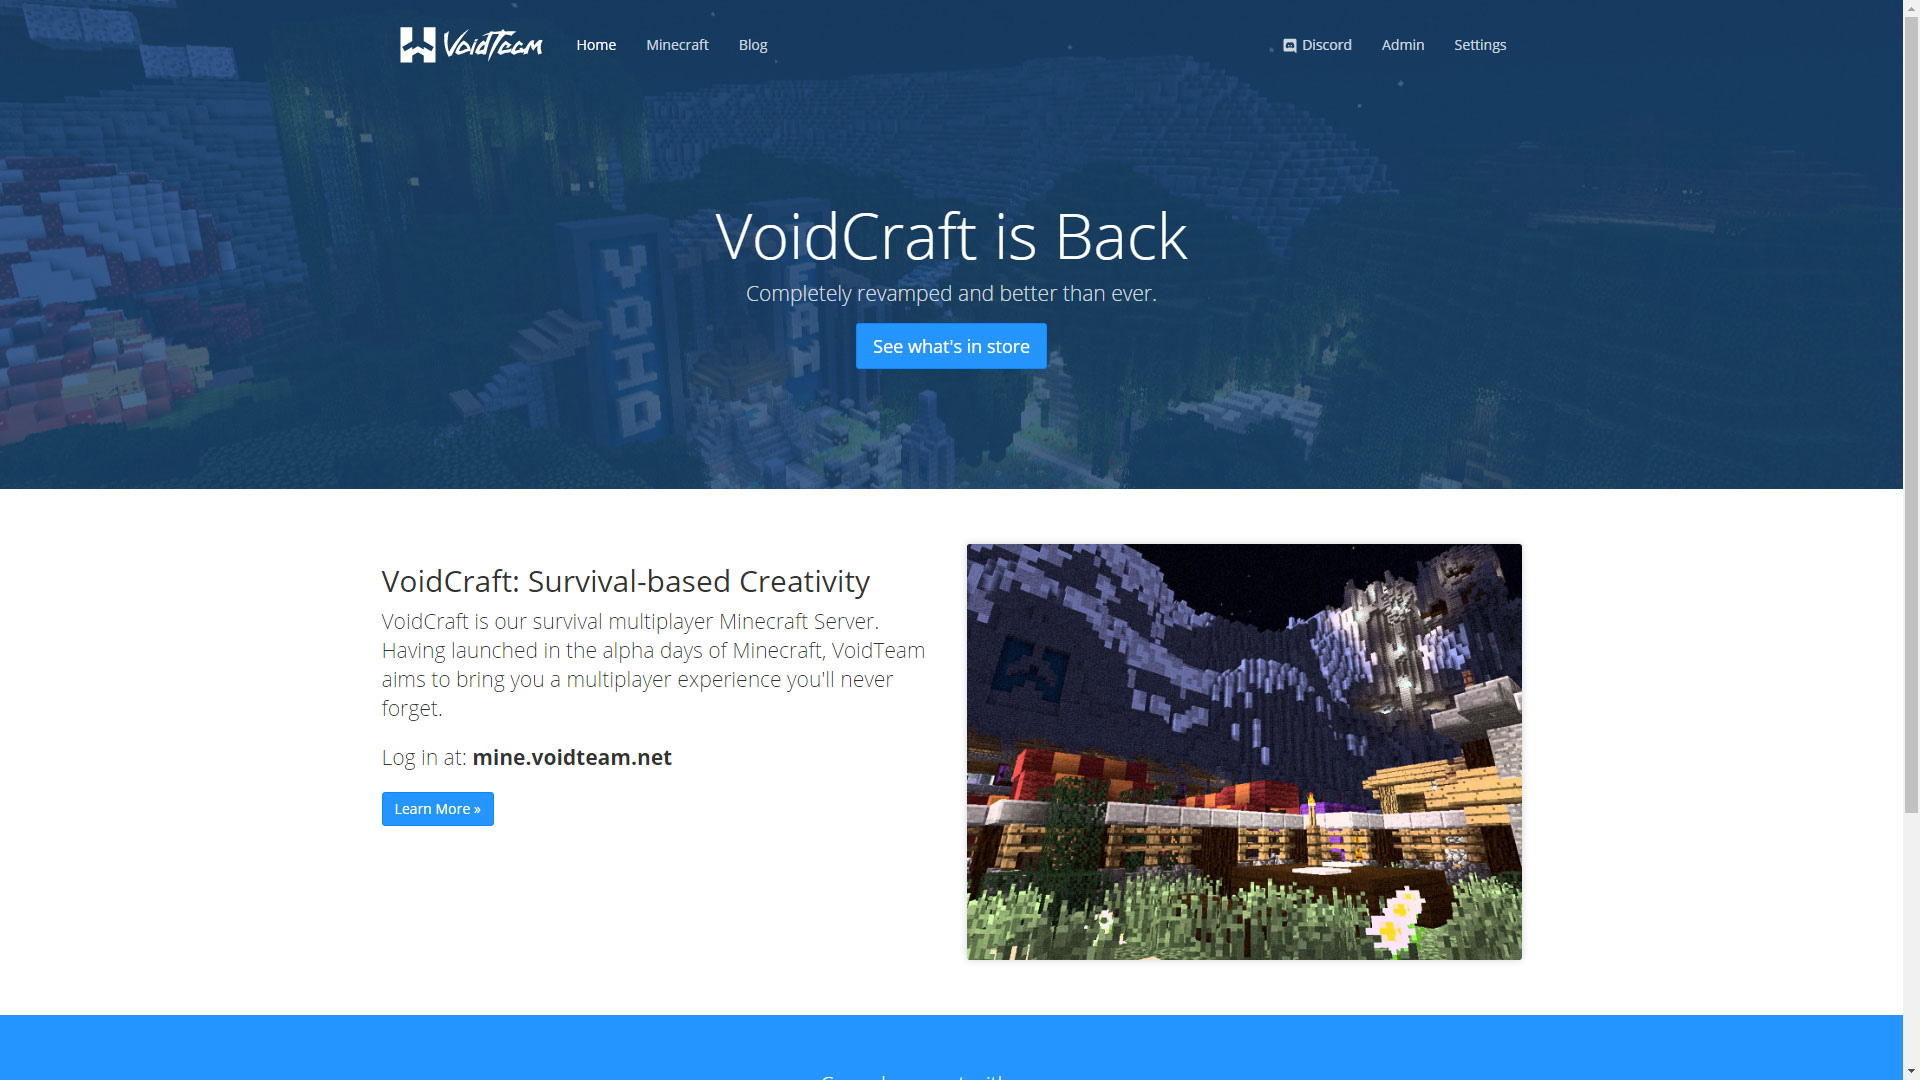 VoidTeam Home Minecraft Blog Discord Admin Settings
VoidCraft is Back
Completely revamped and better than ever.
See what's in store
VOID
VoidCraft: Survival-based Creativity
VoidCraft is our survival multiplayer Minecraft Server.
Having launched in the alpha days of Minecraft, VoidTeam
aims to bring you a multiplayer experience you'll never
forget.
Log in at: mine.voidteam.net
Learn More »